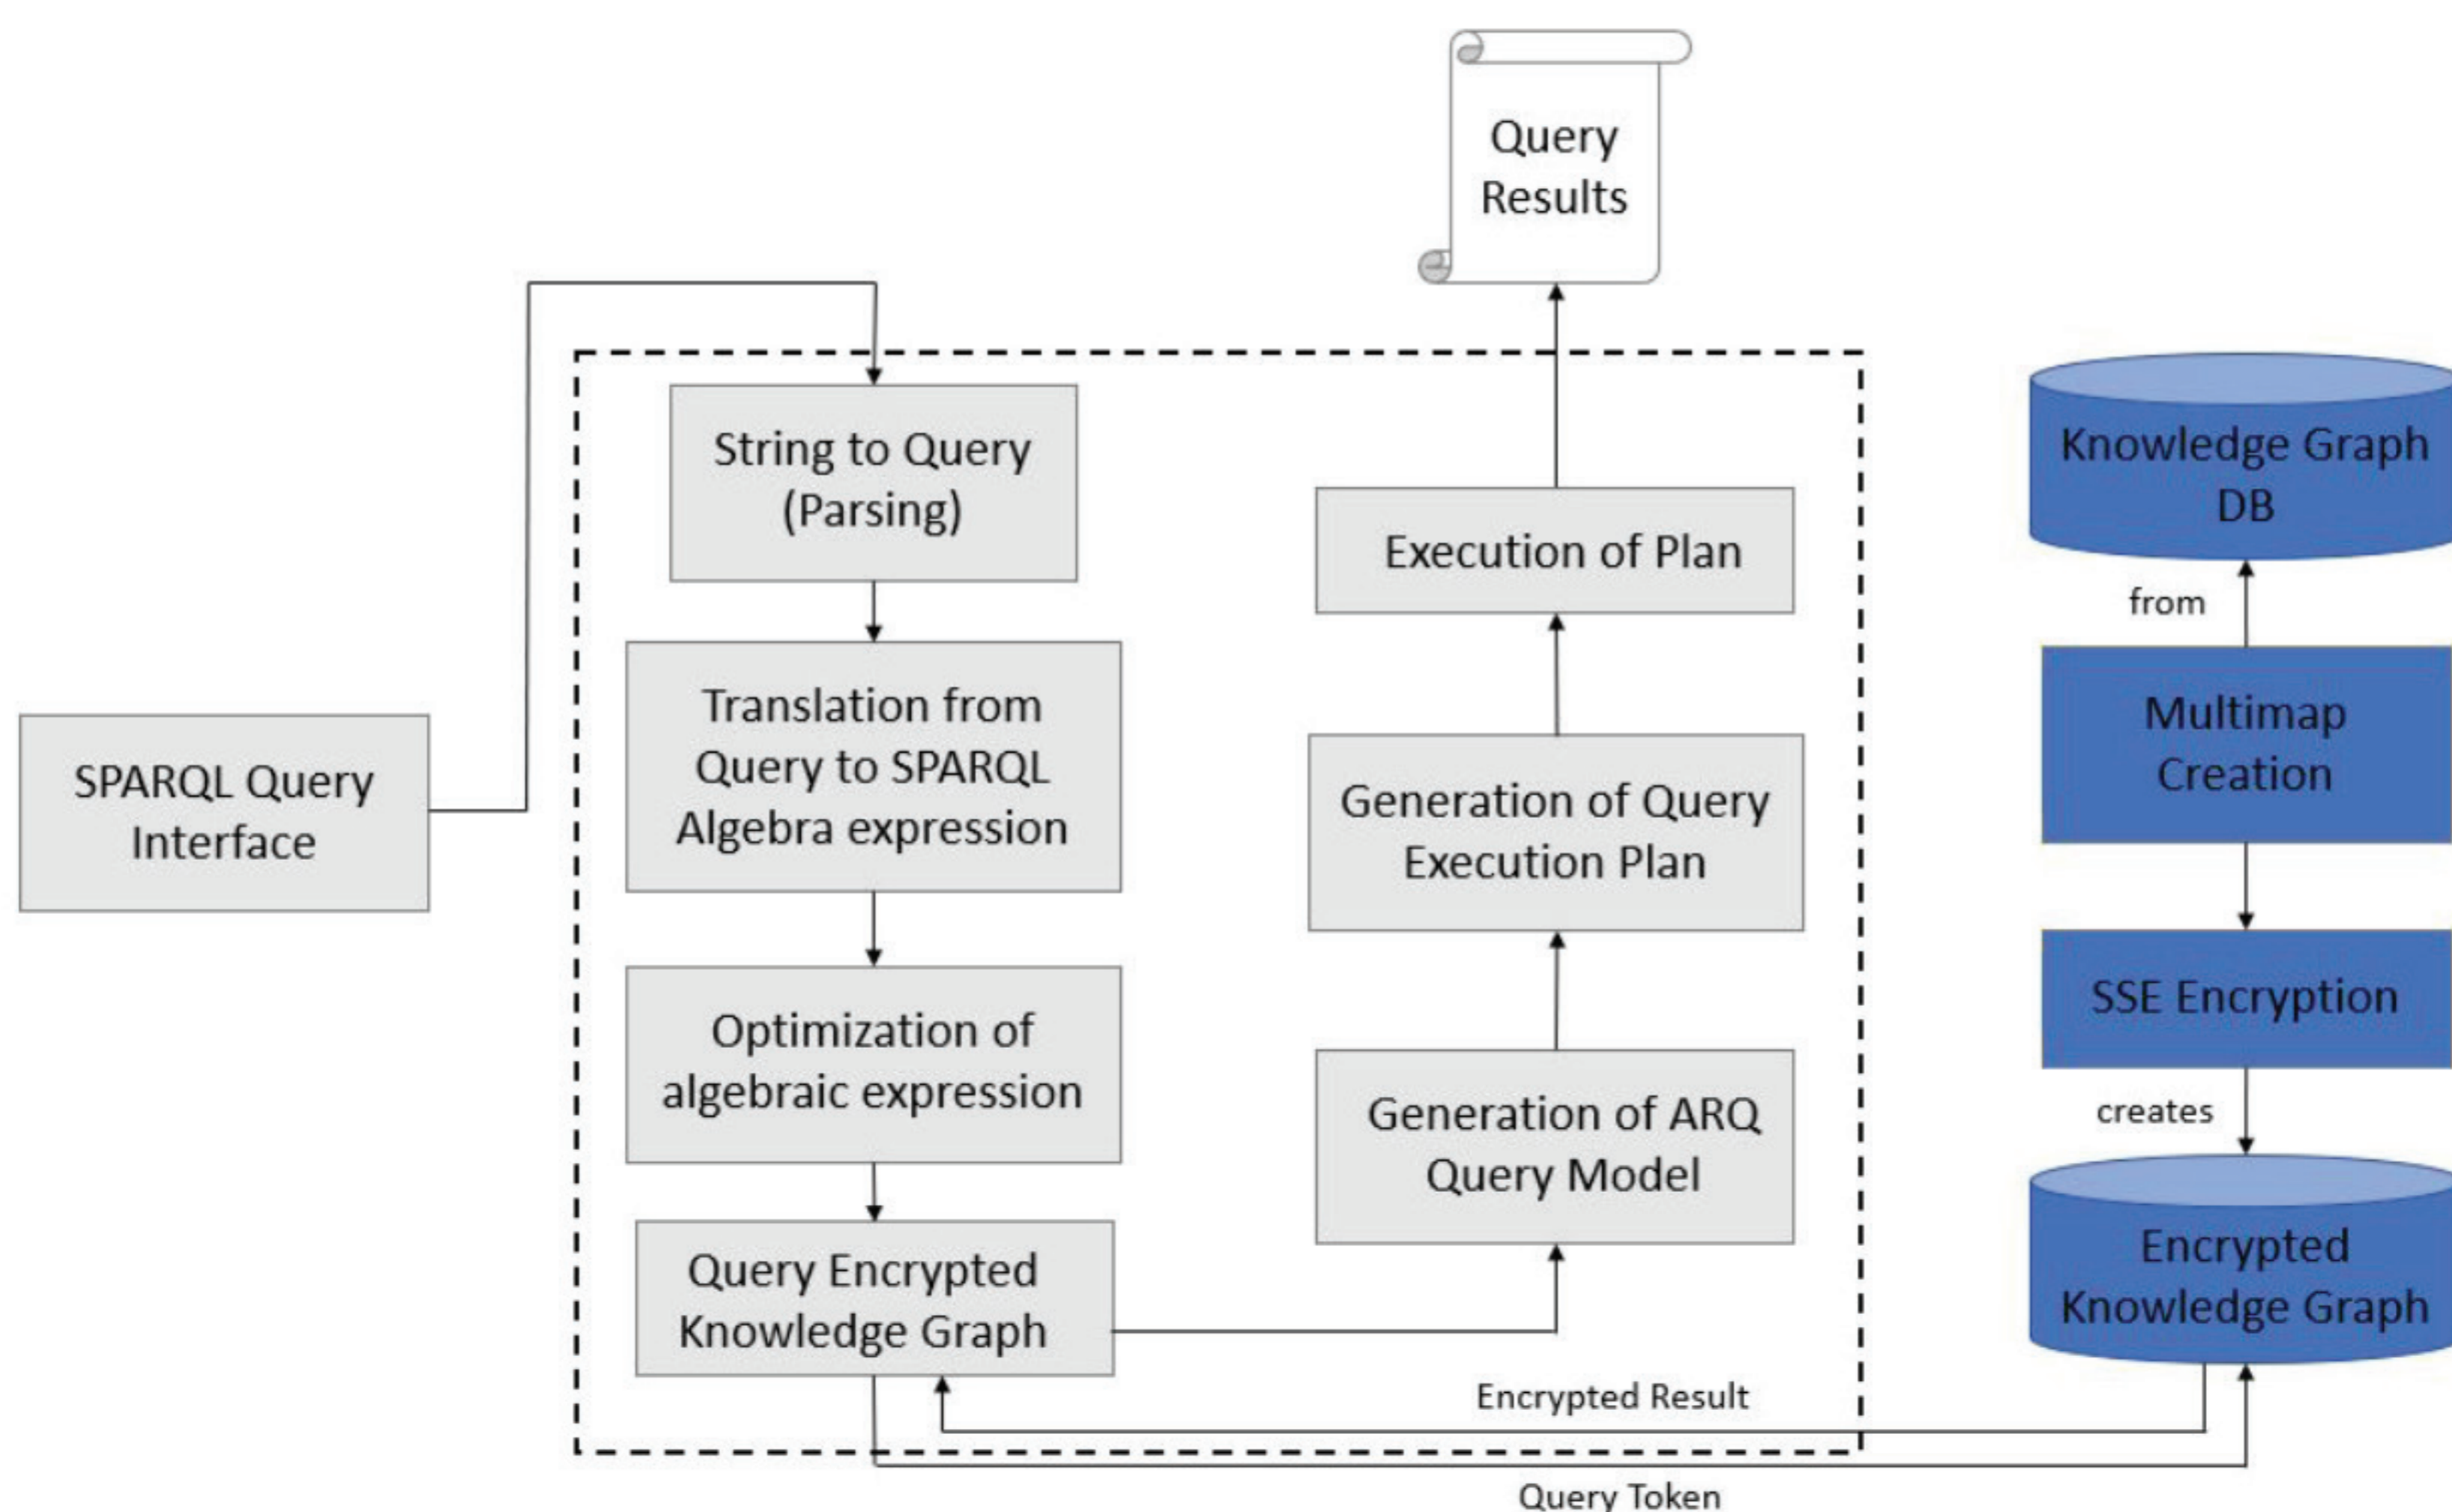 Query
Results
String to Query
(Parsing)
Translation from
Query to SPARQL
Algebra expression
Optimization of
algebraic expression
Query Encrypted
Knowledge Graph
SPARQL Query
Interface
Execution of Plan
Generation of Query
Execution Plan
Generation of ARQ
Query Model
Knowledge Graph
DB
from
Multimap
Creation
SSE Encryption
creates
Encrypted
Knowledge Graph
Encrypted Result
Query Token